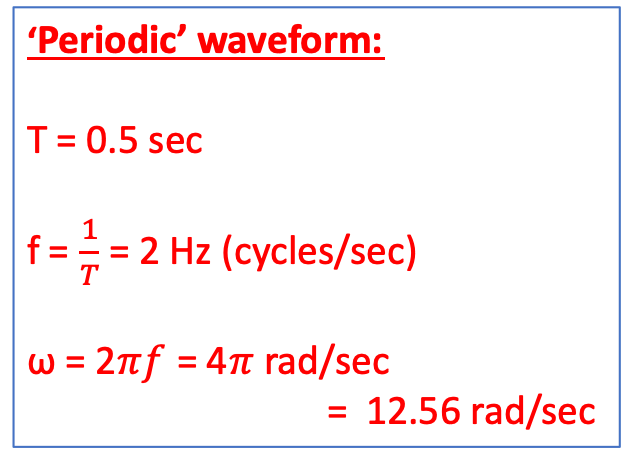 ‘Periodic’ waveform:
T = 0.5 sec
f = 1/T = 2 Hz (cycles/sec)
ω = 2πf = 4π rad/sec
= 12.56 rad/sec